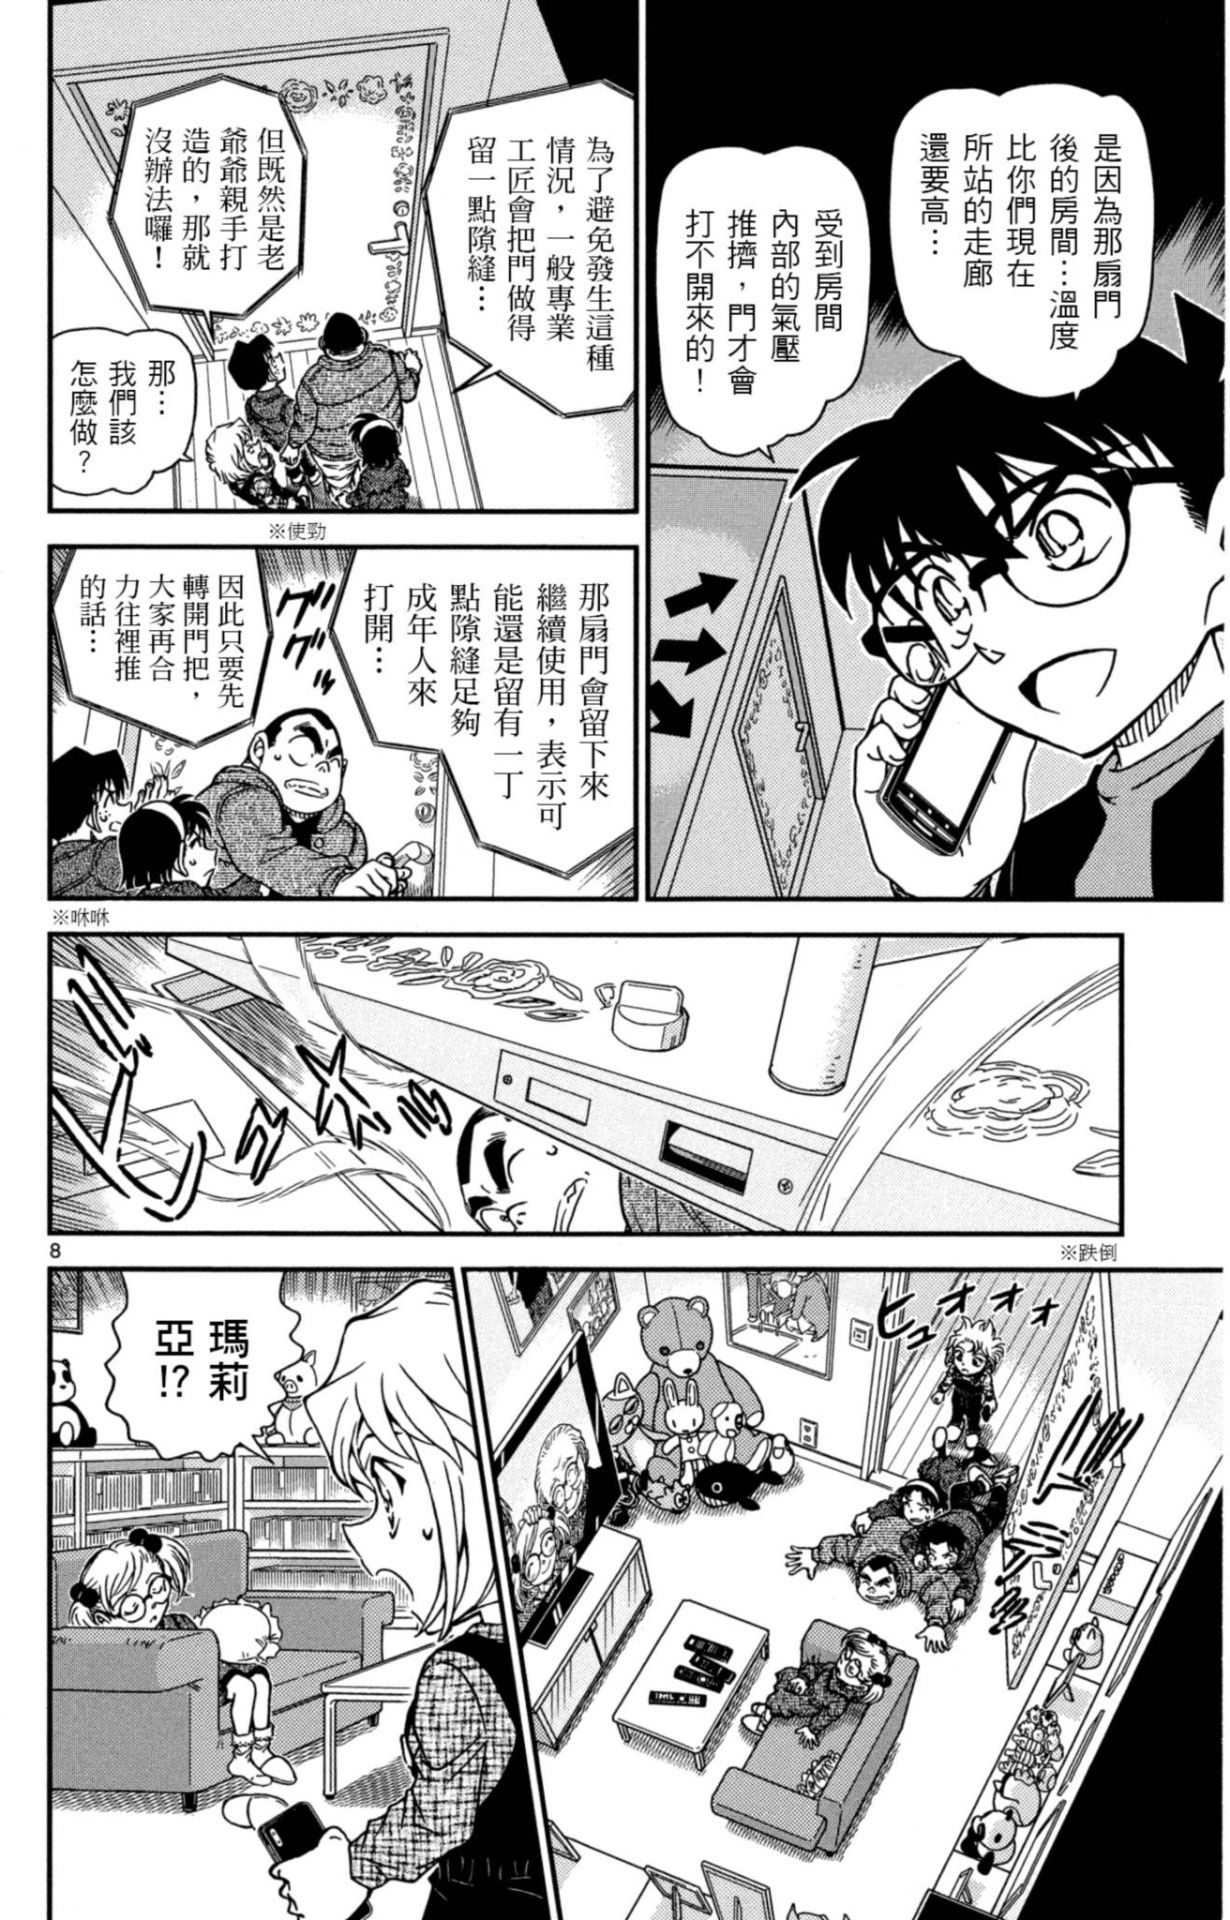 是因為那扇門
後的房間…溫度
比你們現在
所站的走廊
還要高…
受到房間
內部的氣壓
推擠，門才會
打不開來的！
為了避免發生這種
情況，一般專業
工匠會把門做得
留一點隙縫…
但既然是老
爺爺親手打
造的，那就
沒辦法囉！
那…
我們該
怎麼做？
※使勁
那扇門會留下來
繼續使用，表示可
能還是留有一丁
點隙縫足夠
成年人來
打開…
因此只要先
轉開門把，
大家再合
力往裡推
的話…
ググッ
※咻咻
※跌倒
8
ヒュオォォ
瑪莉
亞!?